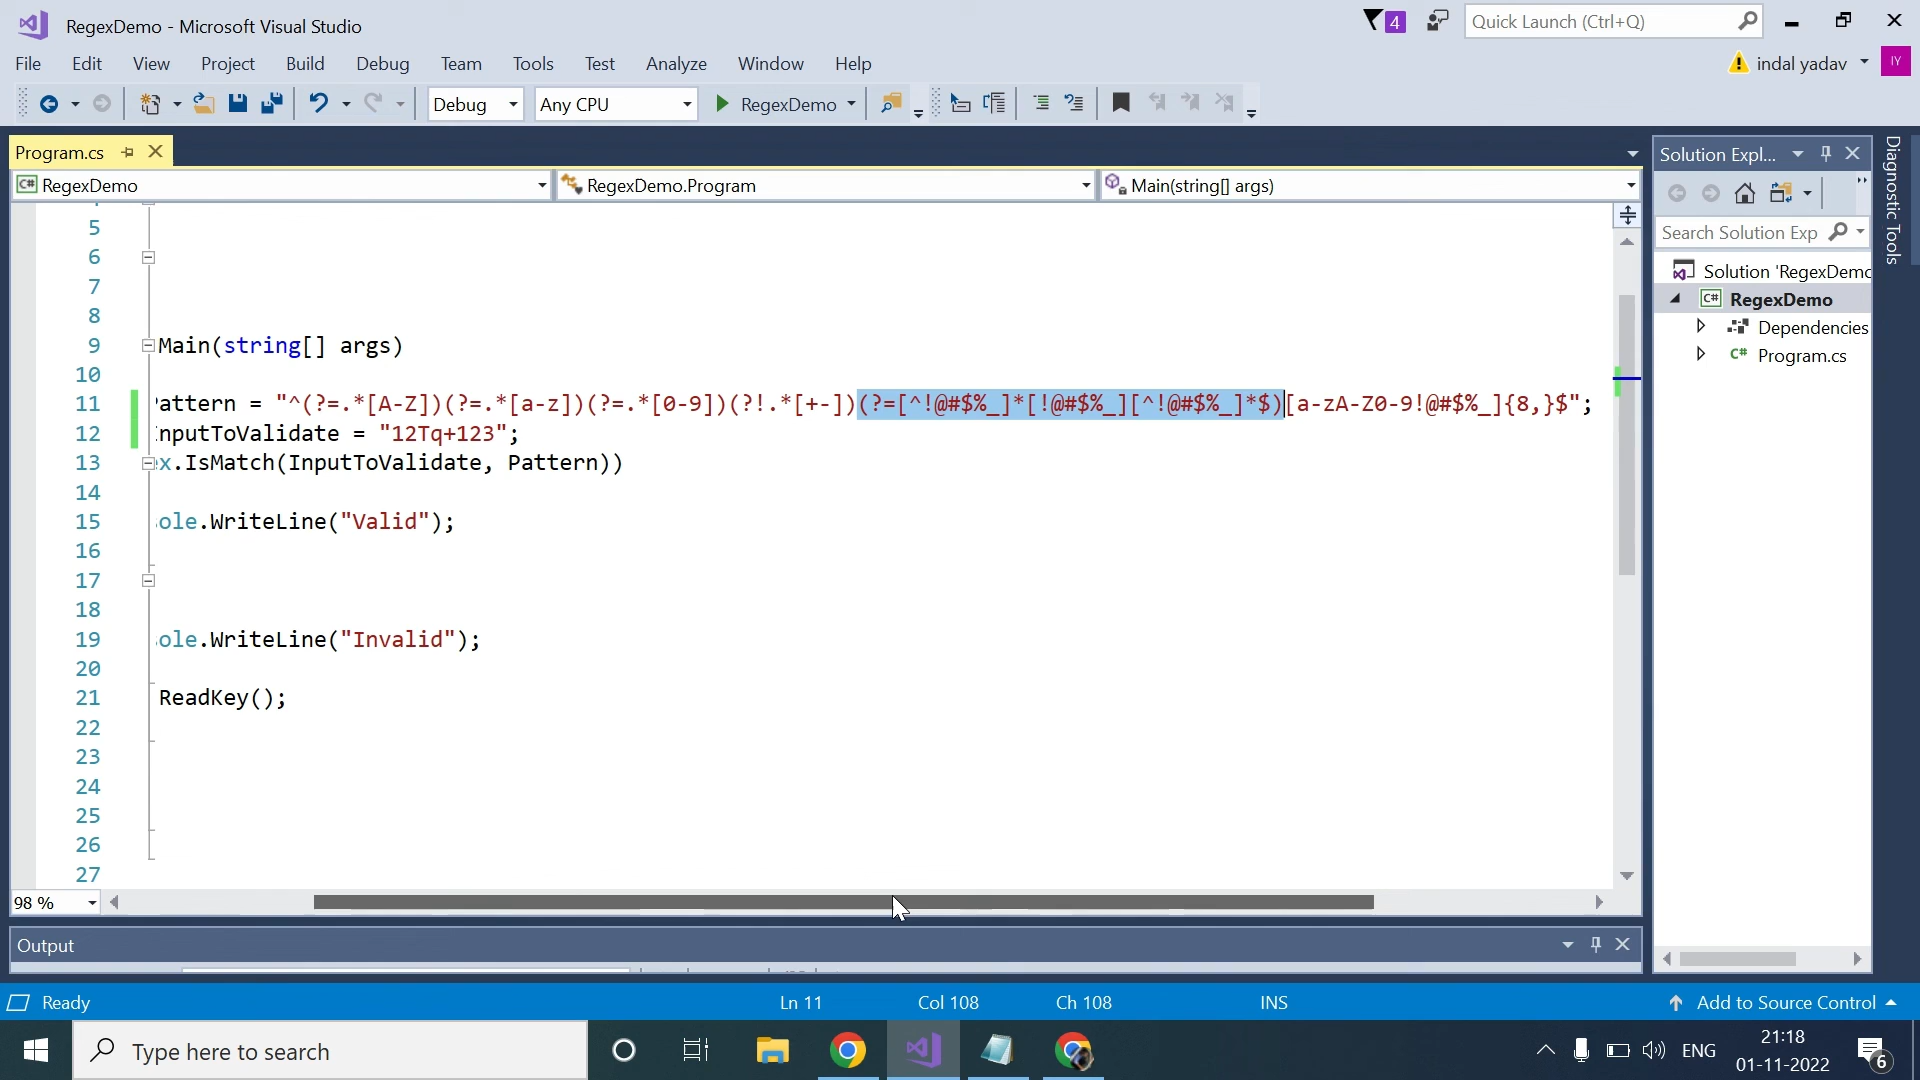 RegexDemo - Microsoft Visual Studio
4
Quick Launch (Ctrl+Q)
File Edit View Project Build Debug Team Tools Test Analyze Window Help
indal yadav IY
Debug Any CPU RegexDemo
Program.cs
Solution Expl...
Diagnostic Tools
C# RegexDemo RegexDemo.Program Main(string[] args)
Search Solution Exp
Solution 'RegexDemo
C# RegexDemo
Dependencies
C# Program.cs
5
6
7
8
9 Main(string[] args)
10
11 Pattern = "^(?=.*[A-Z])(?=.*[a-z])(?=.*[0-9])(?!.*[+-])(?=[^!@#$%_]*[!@#$%_][^!@#$%_]*$)[a-zA-Z0-9!@#$%_]{8,}$";
12 InputToValidate = "12Tq+123";
13 x.IsMatch(InputToValidate, Pattern))
14
15 ole.WriteLine("Valid");
16
17
18
19 ole.WriteLine("Invalid");
20
21 ReadKey();
22
23
24
25
26
27
98 %
Output
Ready Ln 11 Col 108 Ch 108 INS Add to Source Control
Type here to search
ENG
21:18
01-11-2022
6